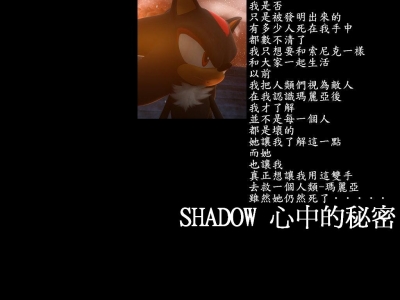 我是否
只是被發明出來的
有多少人死在我手中
都數不清了
我只想要和索尼克一樣
和大家一起生活
以前
我把人類們視為敵人
在我認識瑪麗亞後
我才了解
並不是每一個人
都是壞的
她讓我了解這一點
而她
也讓我
真正想讓我用這雙手
去救一個人類-瑪麗亞
雖然她仍然死了‧‧‧‧‧
SHADOW 心中的秘密